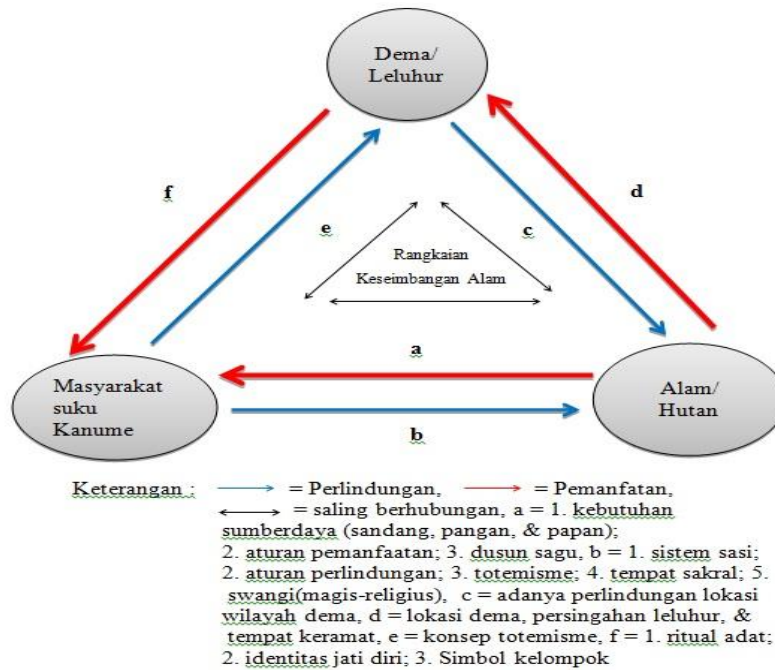 Dema/
Leluhur
f
d
e
c
Rangkaian
Keseimbangan Alam
a
Masyarakat
suku
Kanume
Alam/
Hutan
b
Keterangan : = Perlindungan, = Pemanfatan,
= saling berhubungan, a = 1. kebutuhan
sumberdaya (sandang, pangan, & papan);
2. aturan pemanfaatan; 3. dusun sagu, b = 1. sistem sasi;
2. aturan perlindungan; 3. totemisme; 4. tempat sakral; 5.
swangi(magis-religius), c = adanya perlindungan lokasi
wilayah dema, d = lokasi dema, persingahan leluhur, &
tempat keramat, e = konsep totemisme, f = 1. ritual adat;
2. identitas jati diri; 3. Simbol kelompok